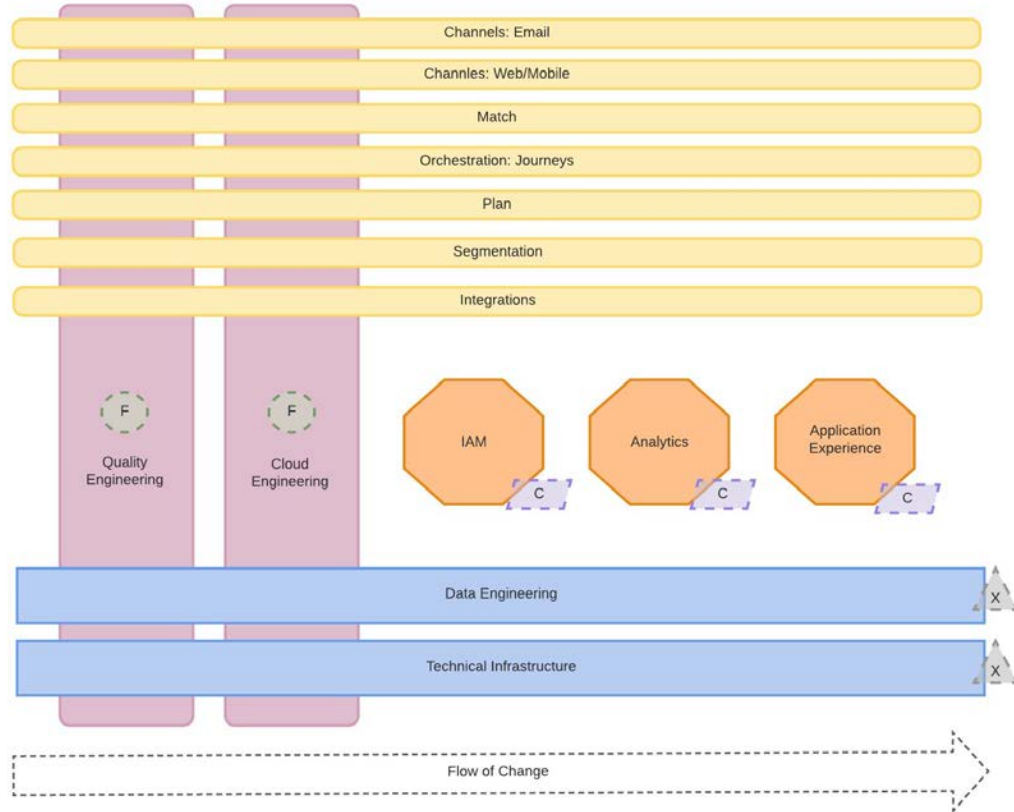 Channels: Email
Channles: Web/Mobile
Match
Orchestration: Journeys
Plan
Segmentation
Integrations
F
Quality
Engineering
F
Cloud
Engineering
IAM
C
Analytics
C
Application
Experience
C
Data Engineering
X
Technical Infrastructure
X
Flow of Change